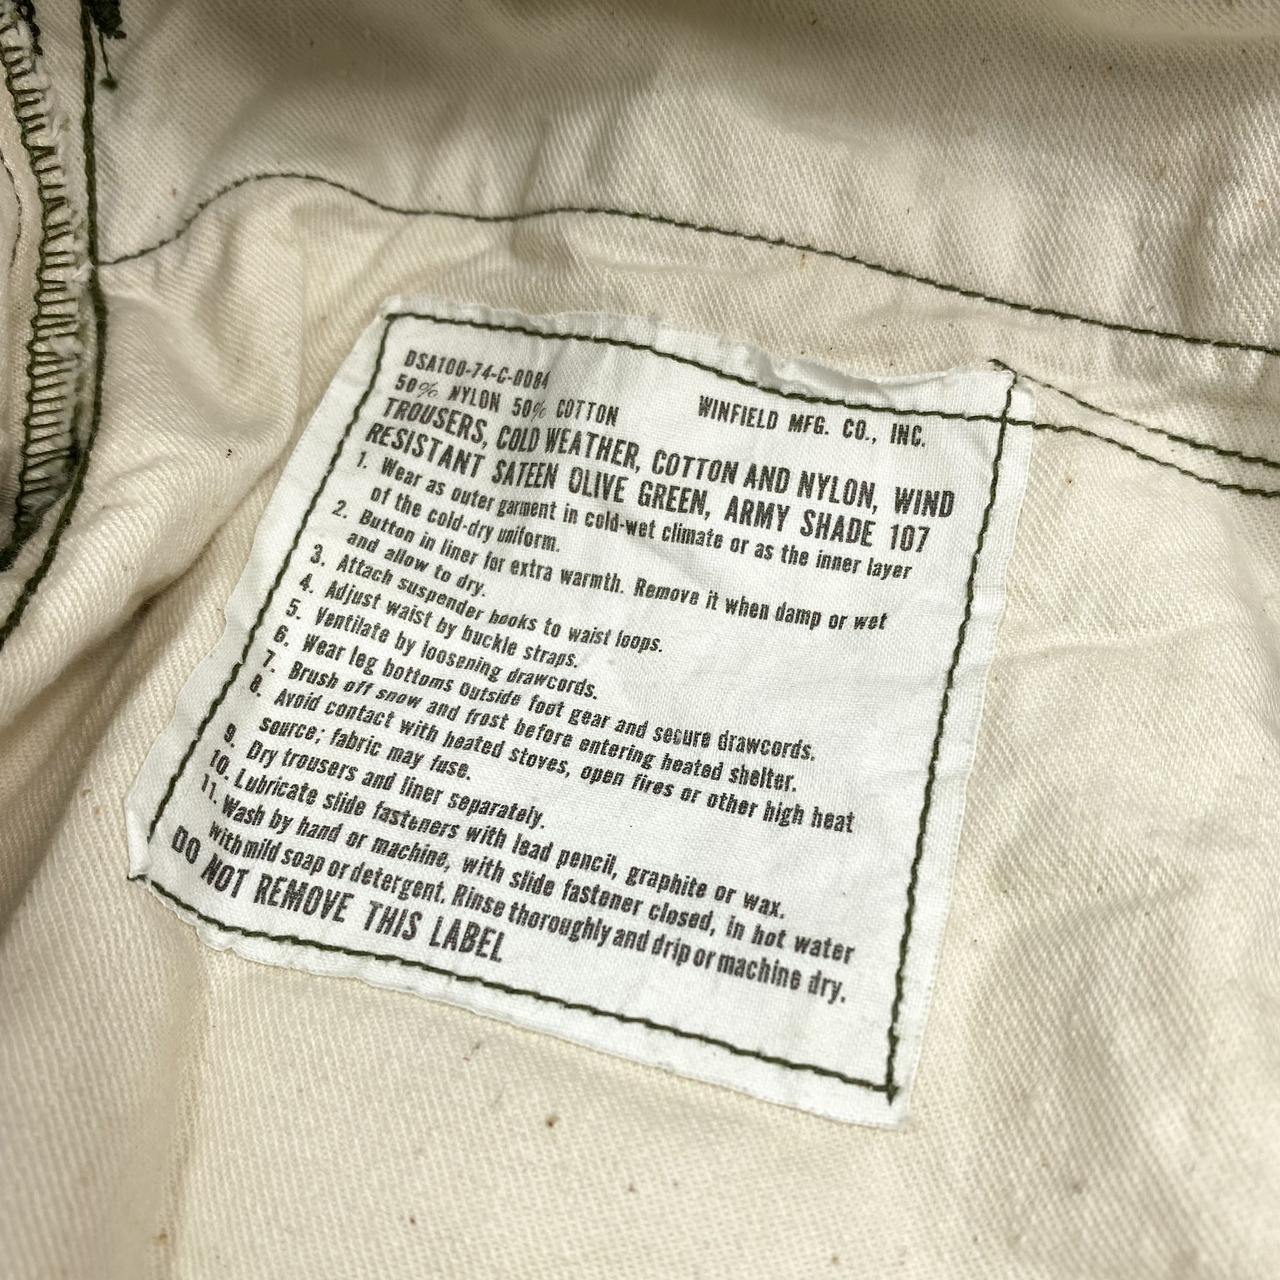 DSA100-74-C-0084
50% NYLON 50% COTTON WINFIELD MFG. CO., INC.
TROUSERS, COLD WEATHER, COTTON AND NYLON, WIND
RESISTANT SATEEN OLIVE GREEN, ARMY SHADE 107
1. Wear as outer garment in cold-wet climate or as the inner layer
of the cold-dry uniform.
2. Button in liner for extra warmth. Remove it when damp or wet
and allow to dry.
3. Attach suspender hooks to waist loops.
4. Adjust waist by buckle straps.
5. Ventilate by loosening drawcords.
6. Wear leg bottoms outside foot gear and secure drawcords.
7. Brush off snow and frost before entering heated shelter.
8. Avoid contact with heated stoves, open fires or other high heat
source; fabric may fuse.
9. Dry trousers and liner separately.
10. Lubricate slide fasteners with lead pencil, graphite or wax.
11. Wash by hand or machine, with slide fastener closed, in hot water
with mild soap or detergent. Rinse thoroughly and drip or machine dry.
DO NOT REMOVE THIS LABEL